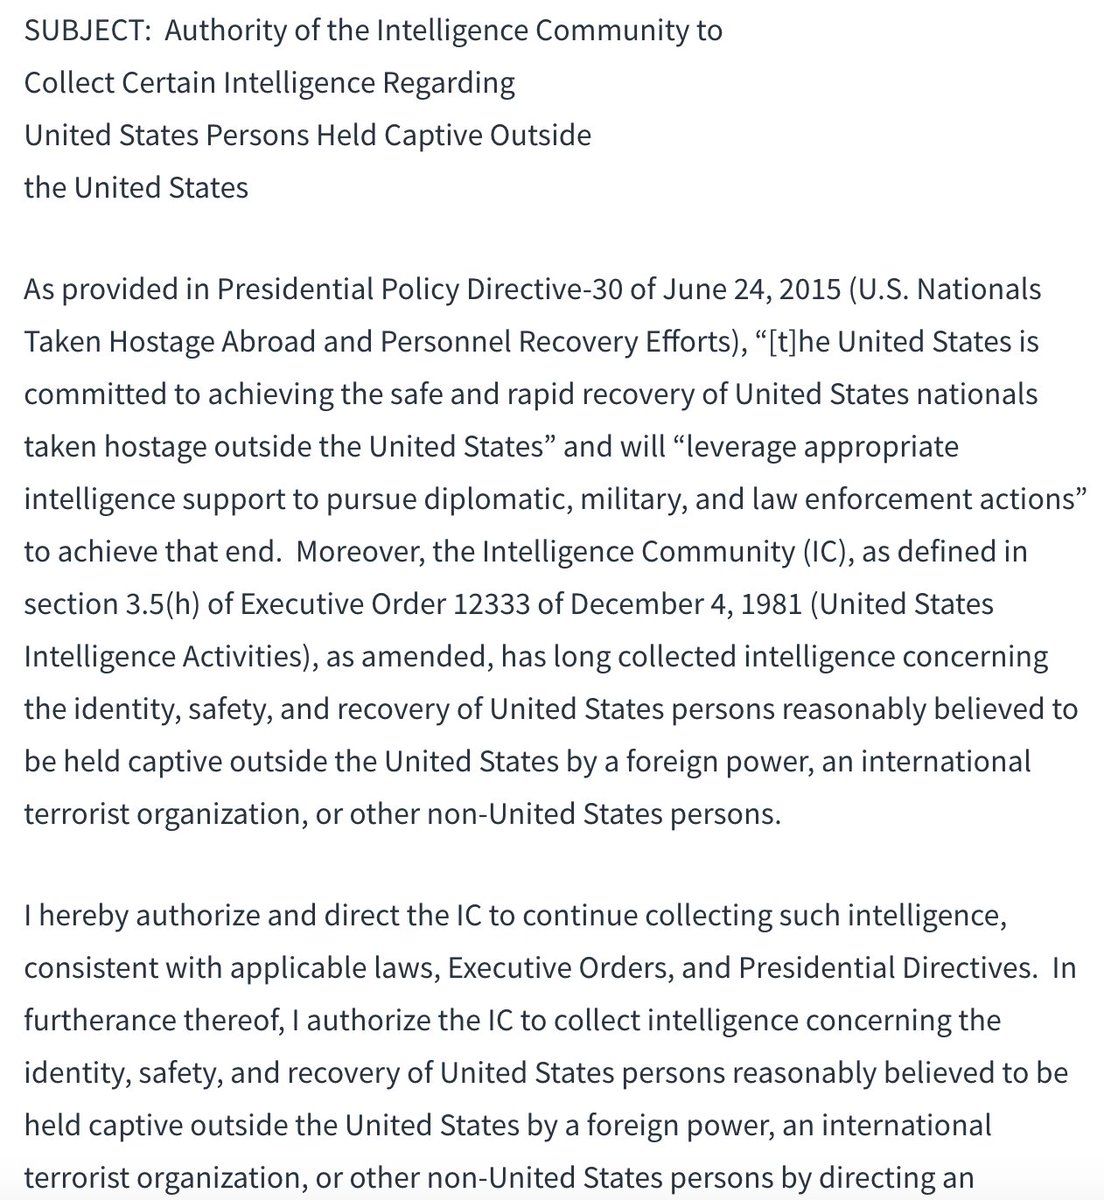 SUBJECT:  Authority of the Intelligence Community to
Collect Certain Intelligence Regarding
United States Persons Held Captive Outside
the United States
As provided in Presidential Policy Directive-30 of June 24, 2015 (U.S. Nationals
Taken Hostage Abroad and Personnel Recovery Efforts), “[t]he United States is
committed to achieving the safe and rapid recovery of United States nationals
taken hostage outside the United States” and will “leverage appropriate
intelligence support to pursue diplomatic, military, and law enforcement actions”
to achieve that end.  Moreover, the Intelligence Community (IC), as defined in
section 3.5(h) of Executive Order 12333 of December 4, 1981 (United States
Intelligence Activities), as amended, has long collected intelligence concerning
the identity, safety, and recovery of United States persons reasonably believed to
be held captive outside the United States by a foreign power, an international
terrorist organization, or other non-United States persons.
I hereby authorize and direct the IC to continue collecting such intelligence,
consistent with applicable laws, Executive Orders, and Presidential Directives.  In
furtherance thereof, I authorize the IC to collect intelligence concerning the
identity, safety, and recovery of United States persons reasonably believed to be
held captive outside the United States by a foreign power, an international
terrorist organization, or other non-United States persons by directing an